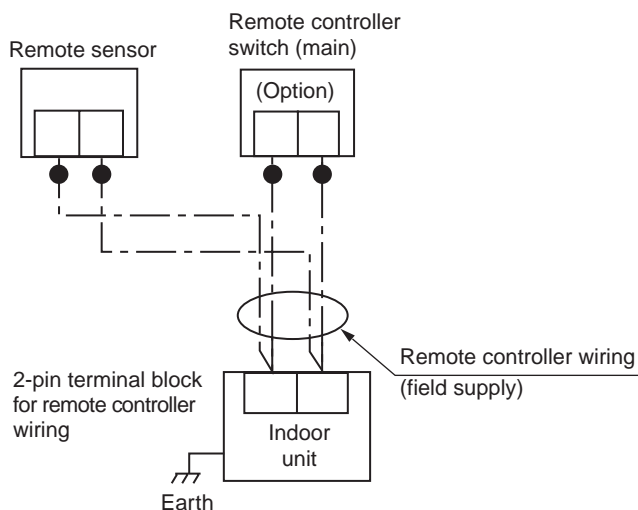 Remote sensor
Remote controller
switch (main)
(Option)
Remote controller wiring
(field supply)
2-pin terminal block
for remote controller
wiring
Indoor
unit
Earth